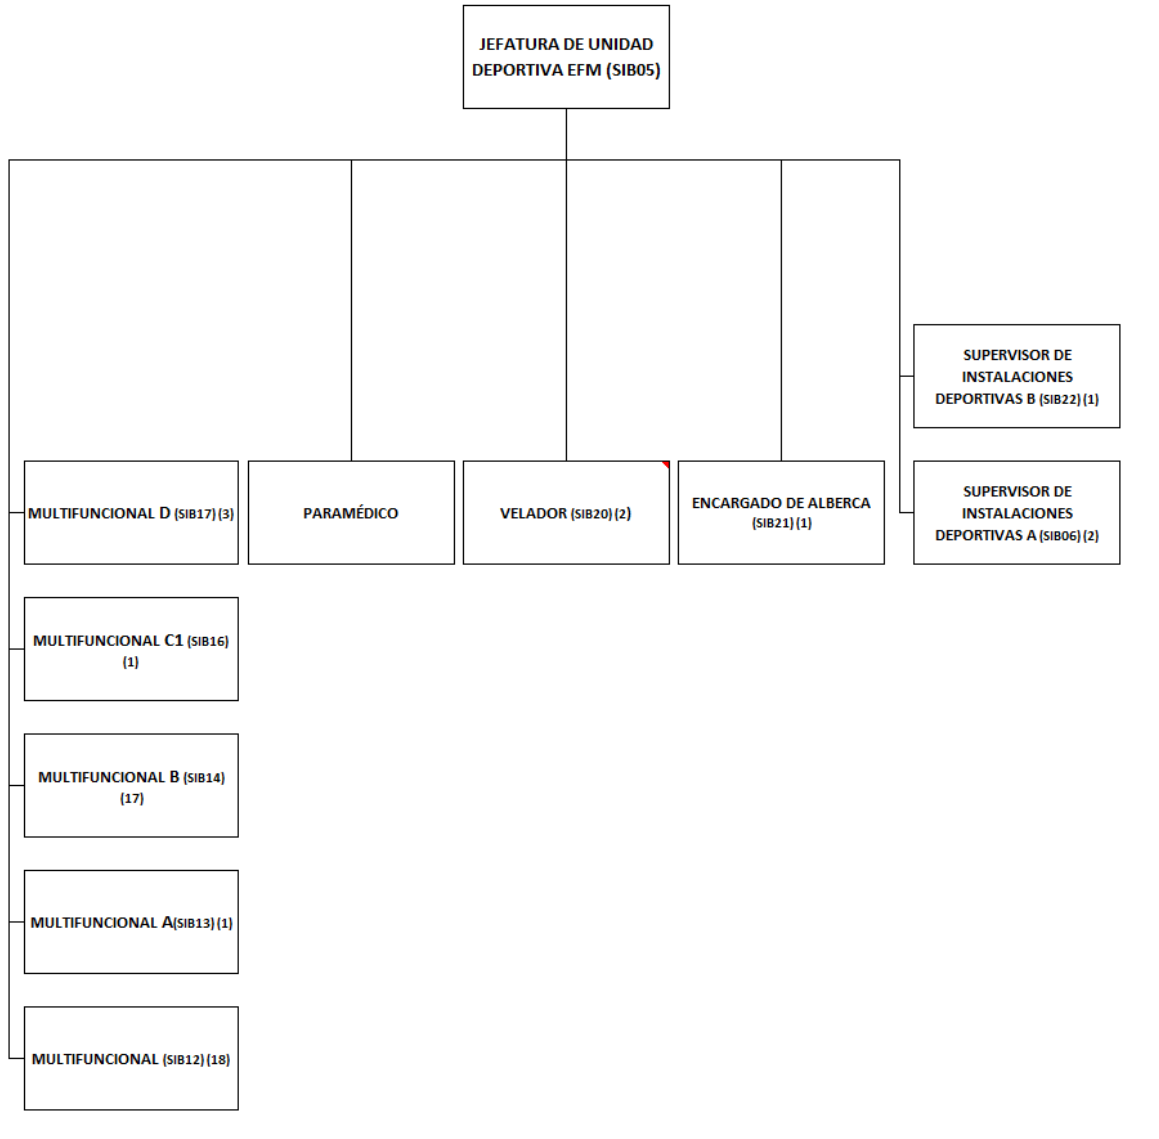 JEFATURA DE UNIDAD
DEPORTIVA EFM (SIB05)
SUPERVISOR DE
INSTALACIONES
DEPORTIVAS B (SIB22) (1)
MULTIFUNCIONAL D (SIB17) (3)
PARAMÉDICO
VELADOR (SIB20) (2)
ENCARGADO DE ALBERCA
(SIB21) (1)
SUPERVISOR DE
INSTALACIONES
DEPORTIVAS A (SIB06) (2)
MULTIFUNCIONAL C1 (SIB16)
(1)
MULTIFUNCIONAL B (SIB14)
(17)
MULTIFUNCIONAL A(SIB13) (1)
MULTIFUNCIONAL (SIB12) (18)